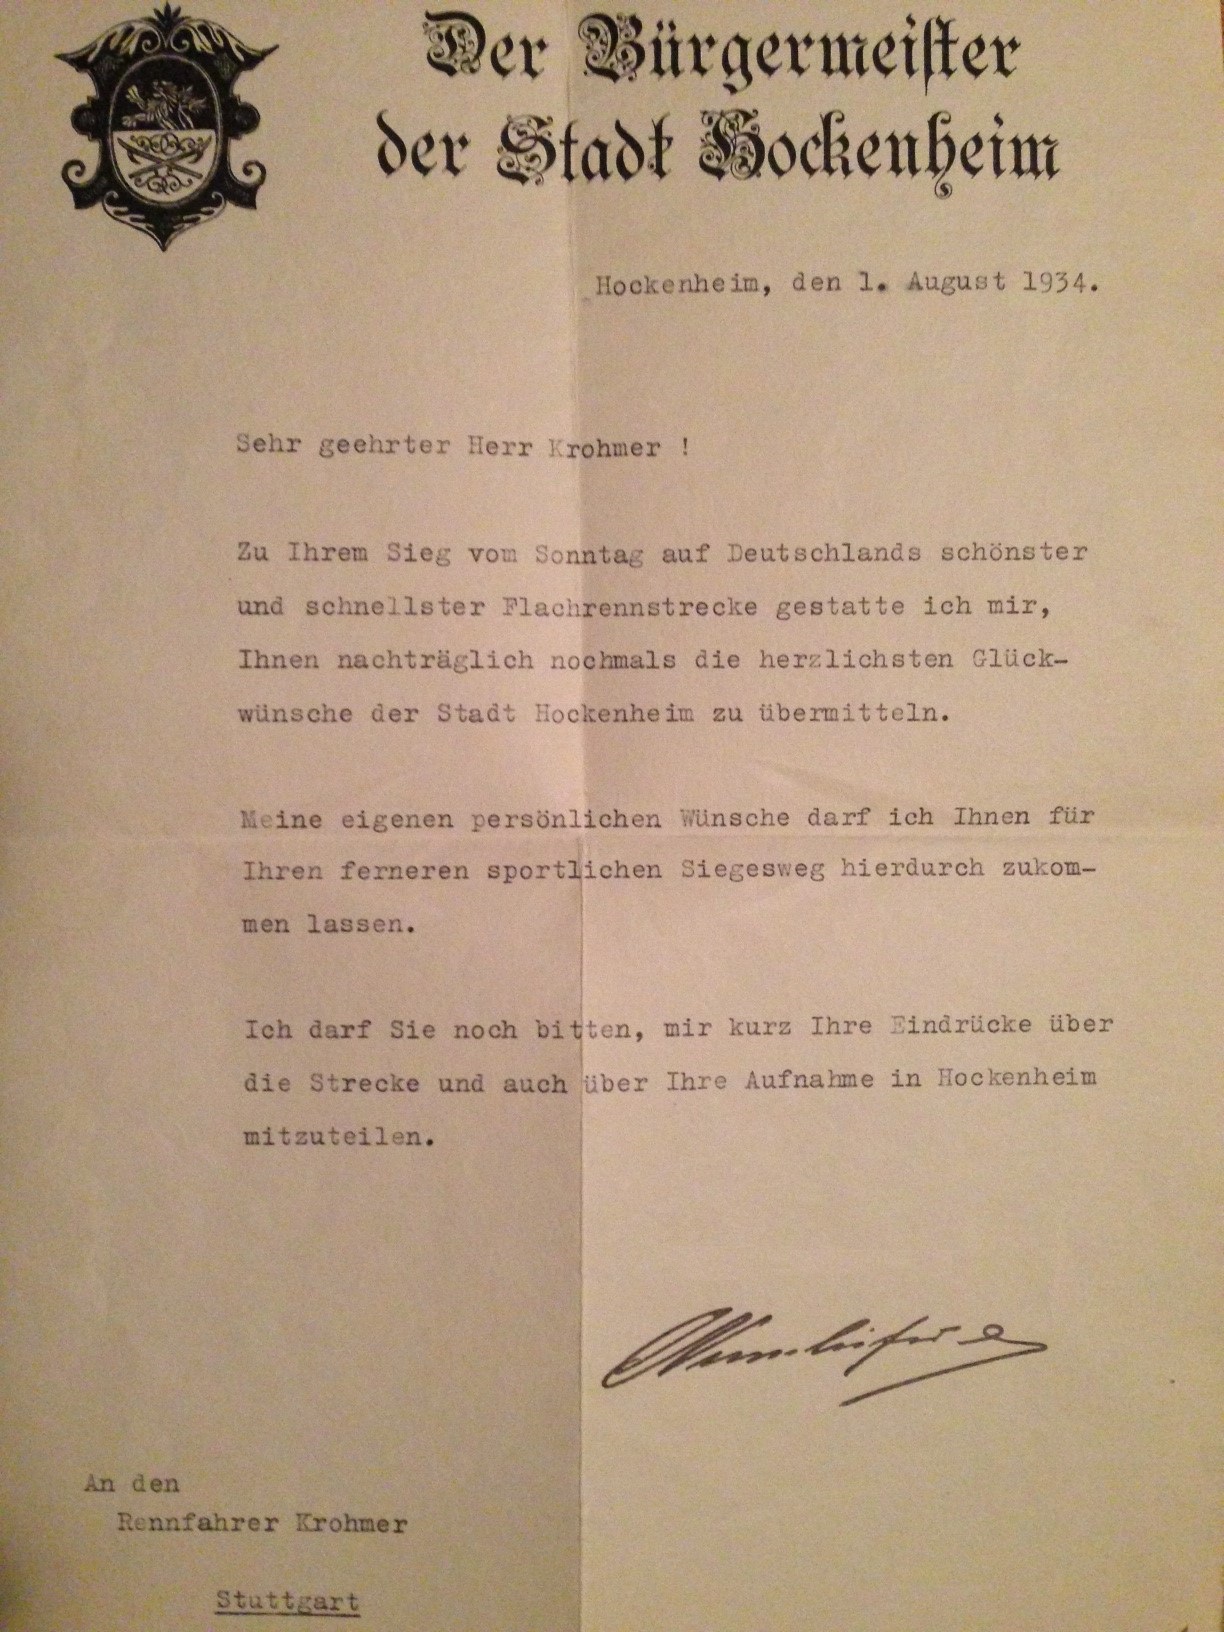 Der Bürgermeister
der Stadt Hockenheim
Hockenheim, den 1. August 1934.
Sehr geehrter Herr Krohmer !
Zu Ihrem Sieg vom Sonntag auf Deutschlands schönster
und schnellster Flachrennstrecke gestatte ich mir,
Ihnen nachträglich nochmals die herzlichsten Glück-
wünsche der Stadt Hockenheim zu übermitteln.
Meine eigenen persönlichen Wünsche darf ich Ihnen für
Ihren ferneren sportlichen Siegesweg hierdurch zukom-
men lassen.
Ich darf Sie noch bitten, mir kurz Ihre Eindrücke über
die Strecke und auch über Ihre Aufnahme in Hockenheim
mitzuteilen.
An den
Rennfahrer Krohmer
Stuttgart